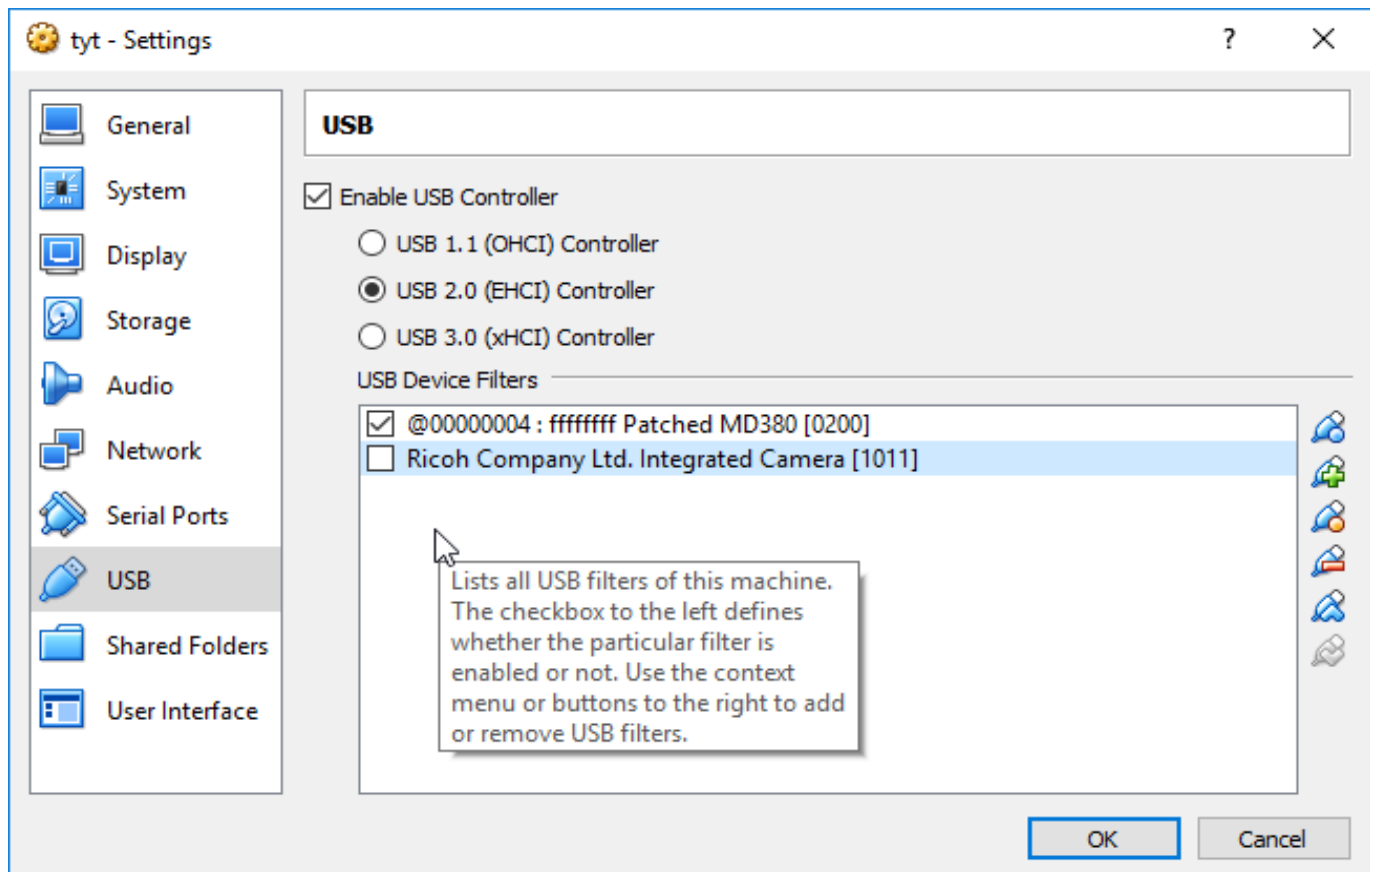 tyt - Settings
?
General
System
Display
Storage
Audio
Network
Serial Ports
USB
Shared Folders
User Interface
USB
Enable USB Controller
USB 1.1 (OHCI) Controller
USB 2.0 (EHCI) Controller
USB 3.0 (xHCI) Controller
USB Device Filters
@00000004 : ffffffff Patched MD380 [0200]
Ricoh Company Ltd. Integrated Camera [1011]
Lists all USB filters of this machine.
The checkbox to the left defines
whether the particular filter is
enabled or not. Use the context
menu or buttons to the right to add
or remove USB filters.
OK
Cancel